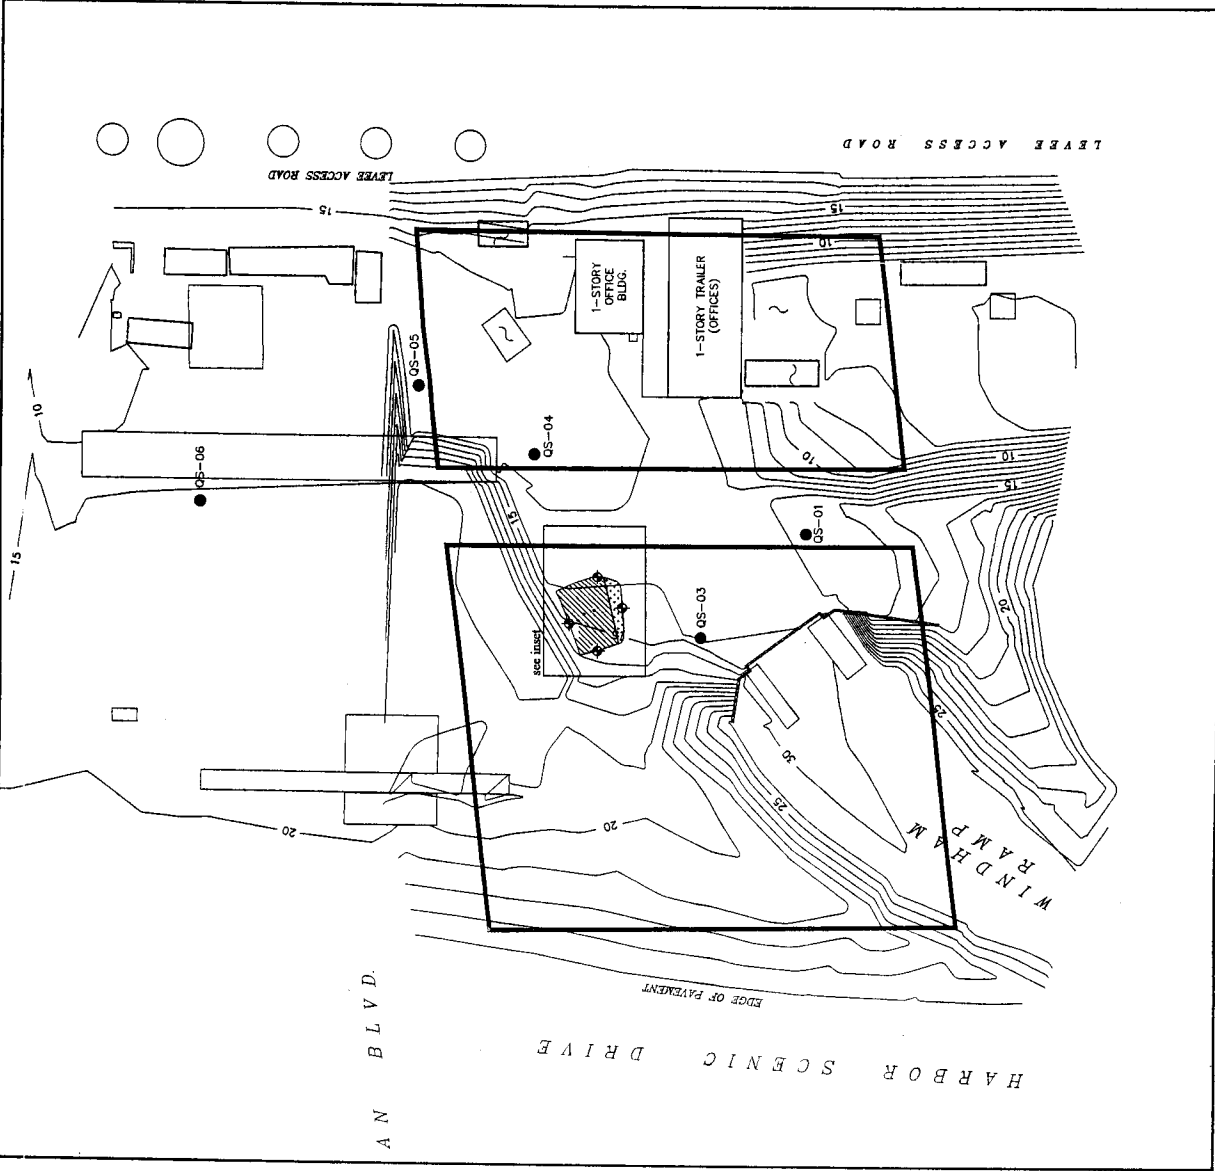 LEVEE ACCESS ROAD
LEVEE ACCESS ROAD
15
15
10
1-STORY
OFFICE
BLDG.
1-STORY TRAILER
(OFFICES)
QS-05
10
QS-04
QS-06
10
10
15
15
15
QS-01
see inset
QS-03
20
25
30
25
20
20
WINDHAM
RAMP
EDGE OF PAVEMENT
AN BLVD.
HARBOR SCENIC DRIVE